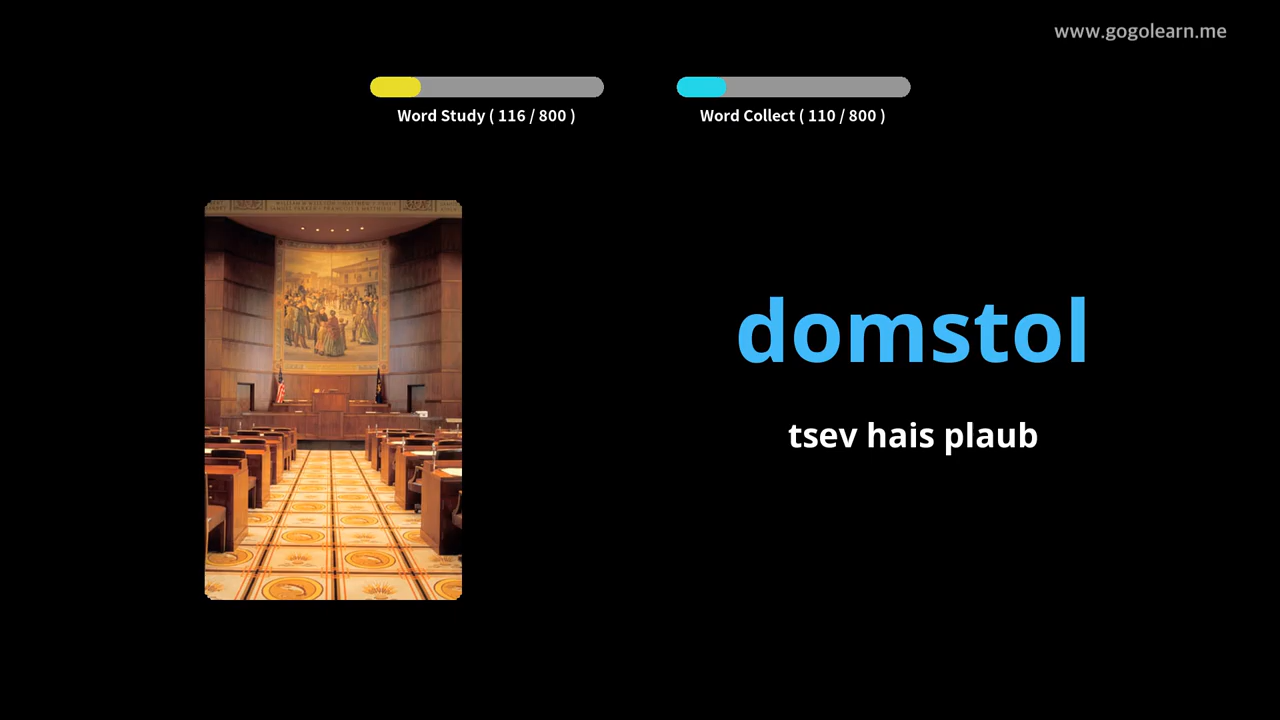 www.gogolearn.me
Word Study ( 116 / 800 )
Word Collect ( 110 / 800 )
domstol
tsev hais plaub